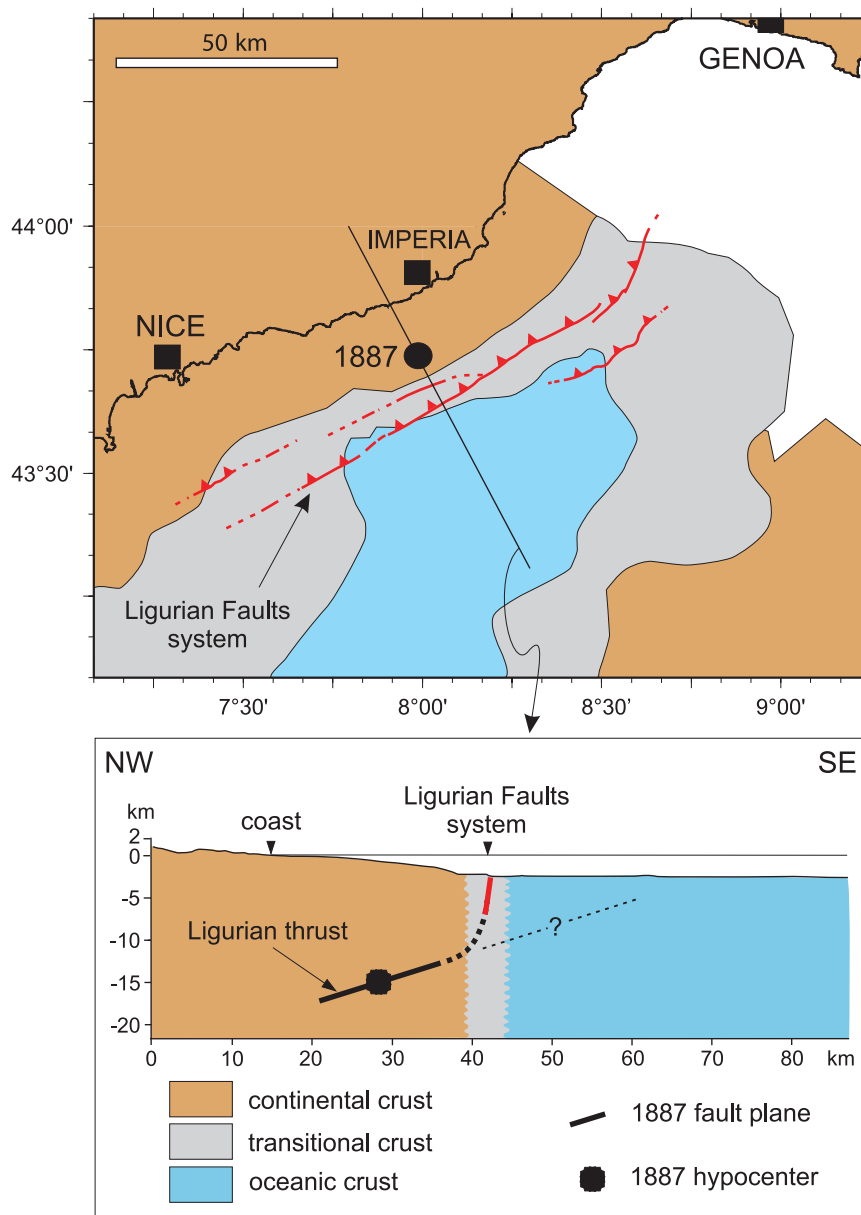 50 km
GENOA
44°00'
IMPERIA
NICE
1887
43°30'
Ligurian Faults
system
7°30'
8°00'
8°30'
9°00'
NW
SE
Ligurian Faults
system
km
coast
2
0
-5
-10
?
Ligurian thrust
-15
-20
0
10
20
30
40
50
60
70
80
km
continental crust
1887 fault plane
transitional crust
oceanic crust
1887 hypocenter